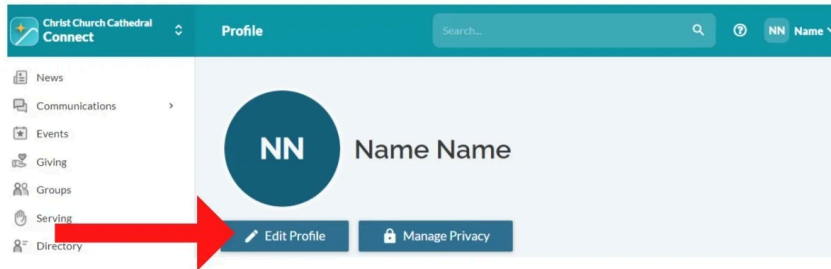 Christ Church Cathedral
Connect
Profile
Search...
NN Name
News
Communications
Events
Giving
Groups
Serving
Directory
NN
Name Name
Edit Profile
Manage Privacy